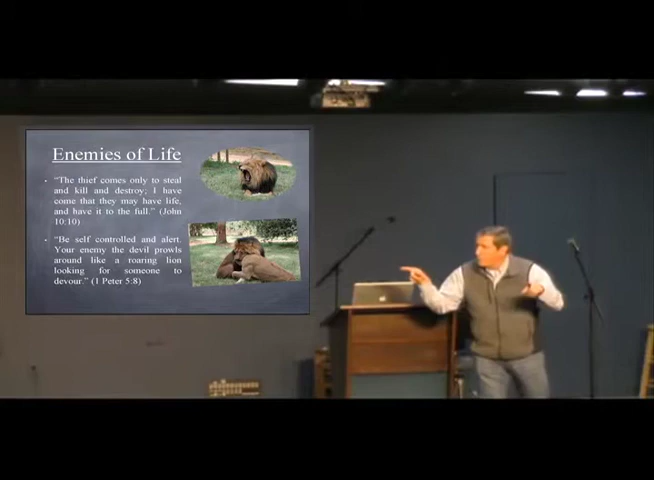 Enemies of Life
• “The thief comes only to steal
and kill and destroy; I have
come that they may have life,
and have it to the full.” (John
10:10)
• “Be self controlled and alert.
Your enemy the devil prowls
around like a roaring lion
looking for someone to
devour.” (1 Peter 5:8)